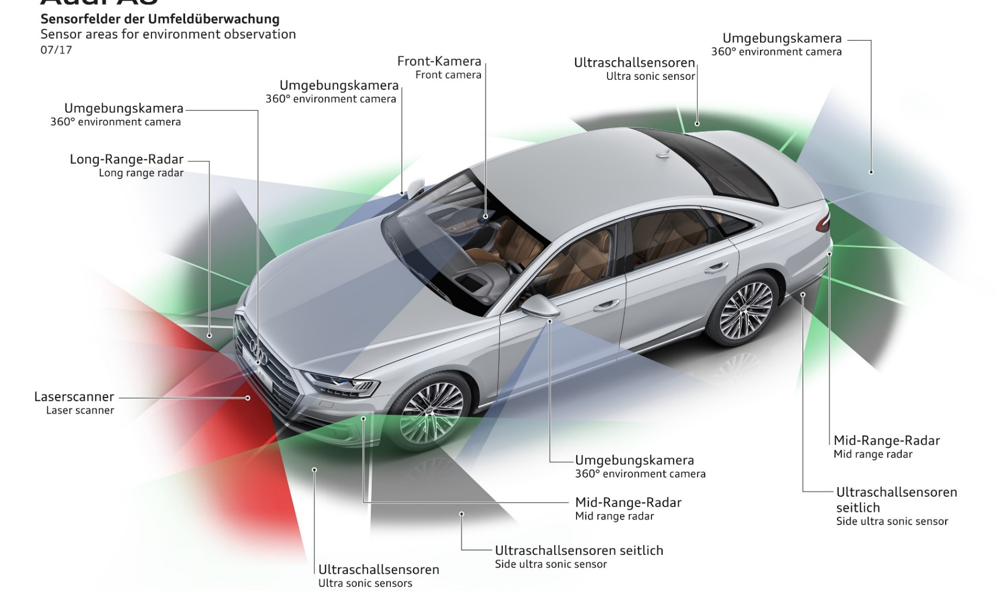 Audi A8
Sensorfelder der Umfeldüberwachung
Sensor areas for environment observation
07/17
Umgebungskamera
360° environment camera
Ultraschallsensoren
Ultra sonic sensor
Front-Kamera
Front camera
Umgebungskamera
360° environment camera
Umgebungskamera
360° environment camera
Long-Range-Radar
Long range radar
Laserscanner
Laser scanner
Mid-Range-Radar
Mid range radar
Umgebungskamera
360° environment camera
Ultraschallsensoren
seitlich
Side ultra sonic sensor
Mid-Range-Radar
Mid range radar
Ultraschallsensoren seitlich
Side ultra sonic sensor
Ultraschallsensoren
Ultra sonic sensors